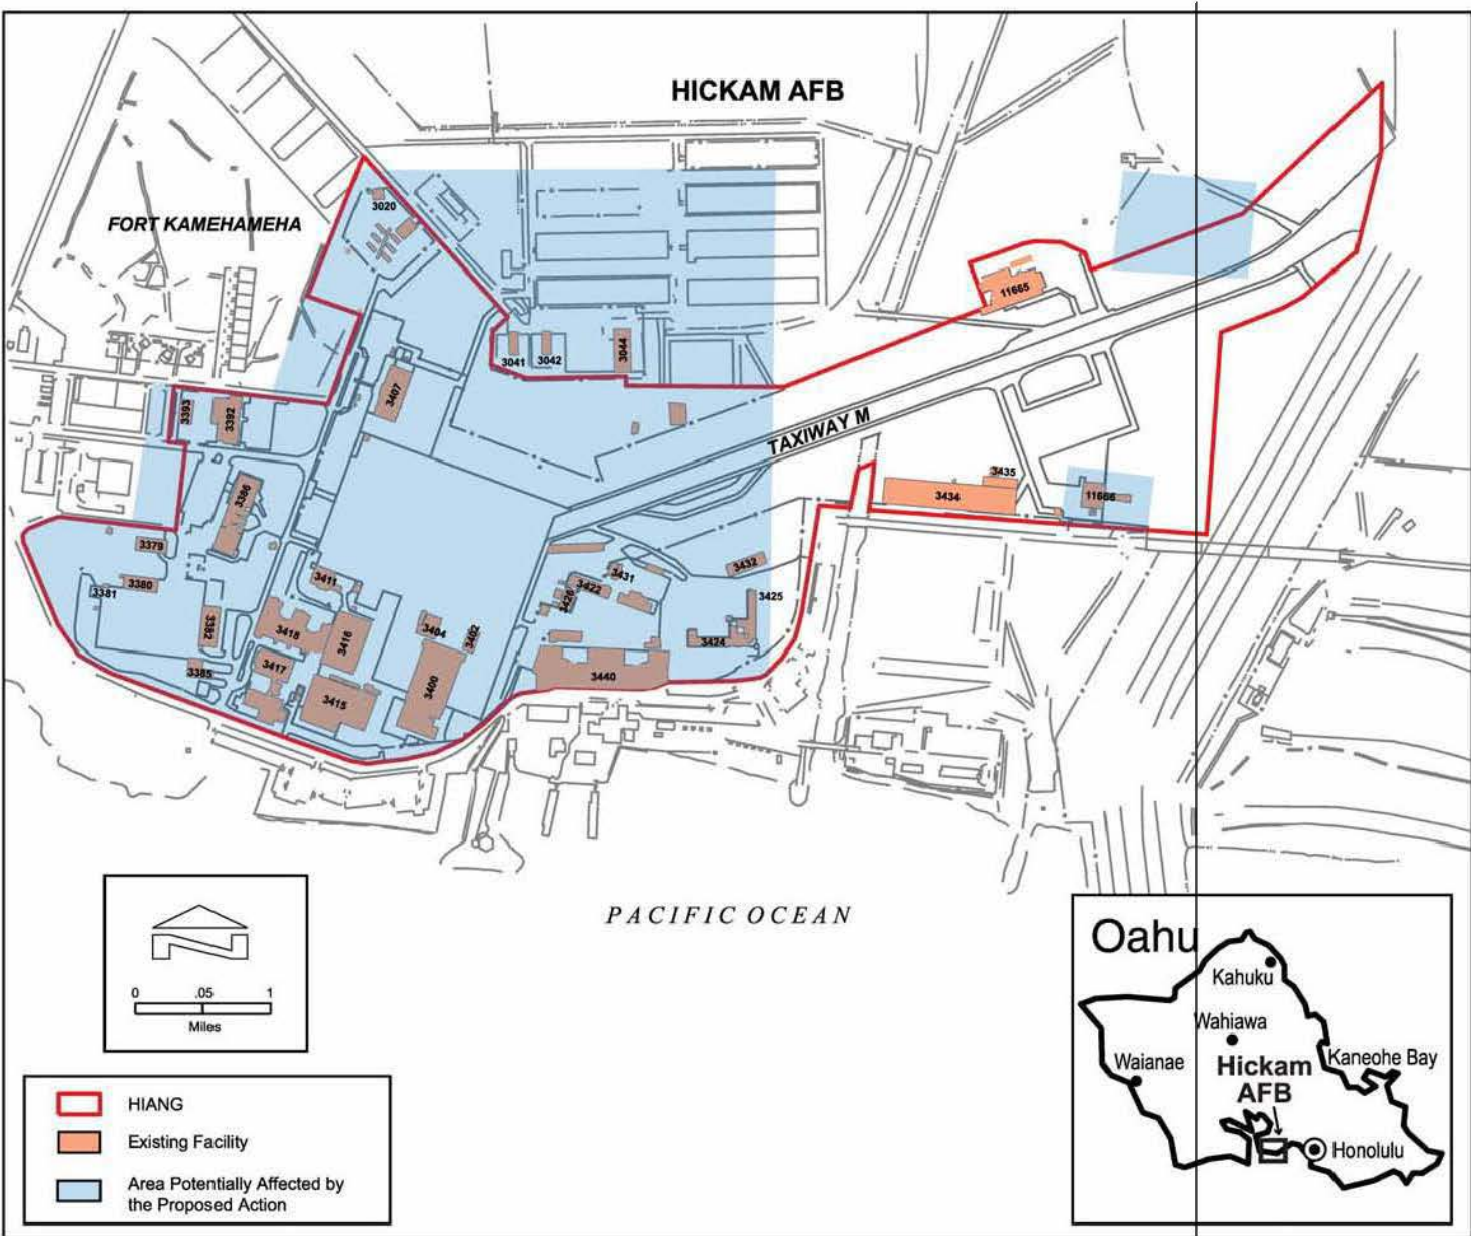 HICKAM AFB
FORT KAMEHAMEHA
3020
11665
3041
3042
3044
3407
3393
3392
TAXIWAY M
3435
3434
11666
3386
3379
3380
3381
3382
3385
3411
3418
3416
3417
3415
3404
3402
3400
3431
3422
3426
3432
3425
3424
3440
PACIFIC OCEAN
0 .05 1
Miles
HIANG
Existing Facility
Area Potentially Affected by
the Proposed Action
Oahu
Kahuku
Wahiawa
Waianae
Kaneohe Bay
Hickam
AFB
Honolulu